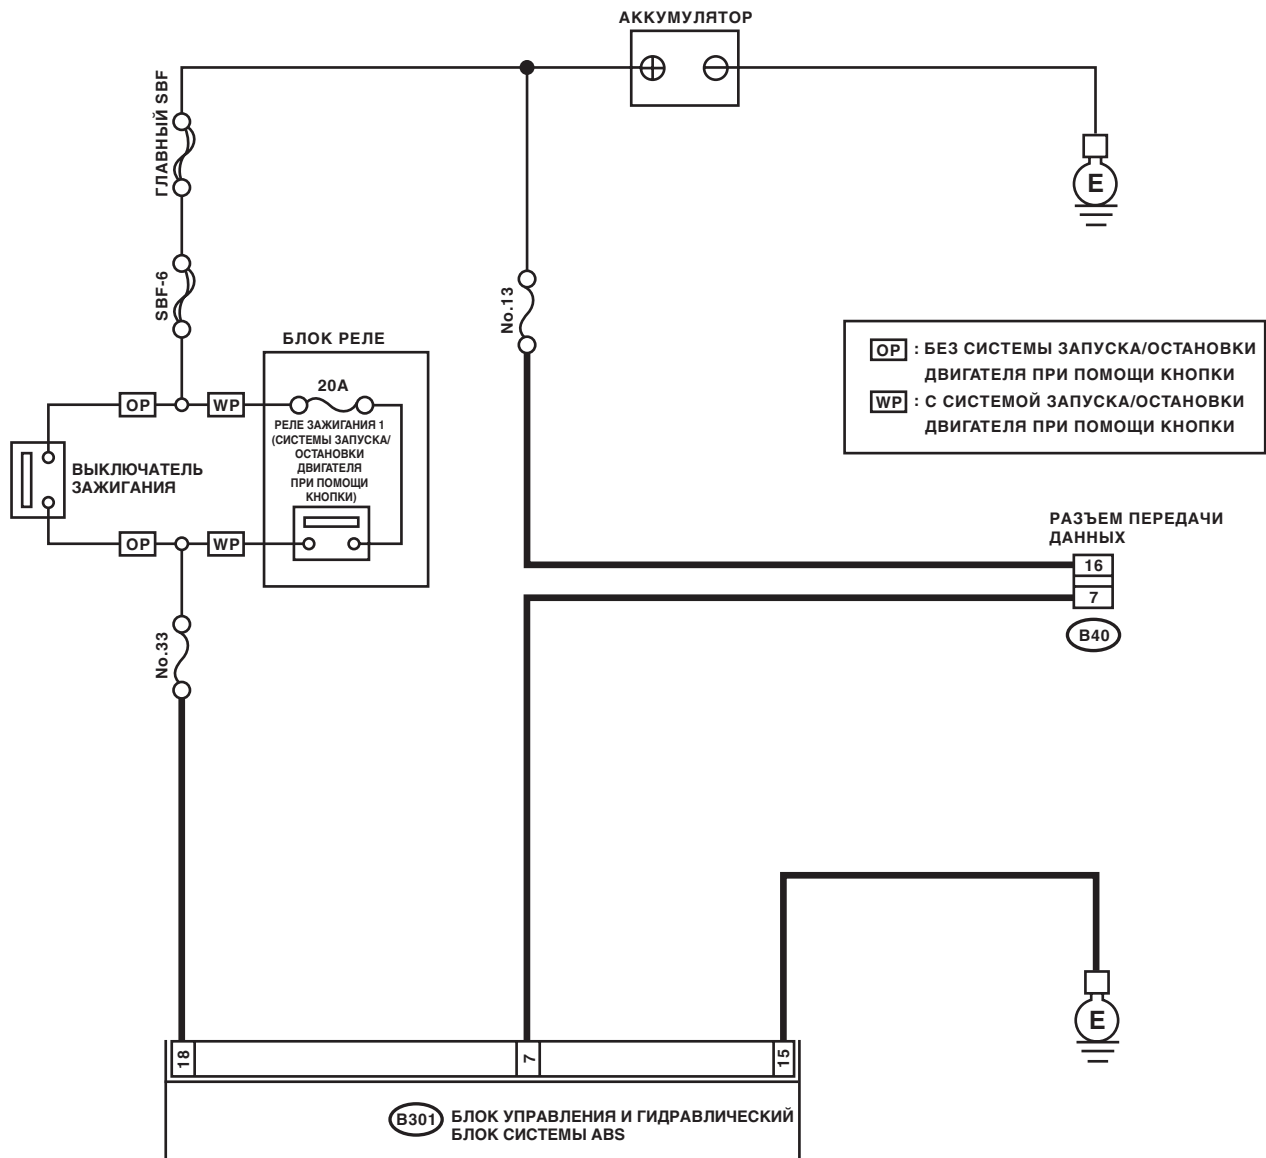 АККУМУЛЯТОР
ГЛАВНЫЙ SBF
E
SBF-6
No.13
БЛОК РЕЛЕ
OP : БЕЗ СИСТЕМЫ ЗАПУСКА/ОСТАНОВКИ
ДВИГАТЕЛЯ ПРИ ПОМОЩИ КНОПКИ
WP : С СИСТЕМОЙ ЗАПУСКА/ОСТАНОВКИ
ДВИГАТЕЛЯ ПРИ ПОМОЩИ КНОПКИ
20A
OP
WP
РЕЛЕ ЗАЖИГАНИЯ 1
(СИСТЕМЫ ЗАПУСКА/
ОСТАНОВКИ
ДВИГАТЕЛЯ
ПРИ ПОМОЩИ
КНОПКИ)
ВЫКЛЮЧАТЕЛЬ
ЗАЖИГАНИЯ
OP
WP
РАЗЪЕМ ПЕРЕДАЧИ
ДАННЫХ
16
7
B40
No.33
E
18
7
15
B301
БЛОК УПРАВЛЕНИЯ И ГИДРАВЛИЧЕСКИЙ
БЛОК СИСТЕМЫ ABS